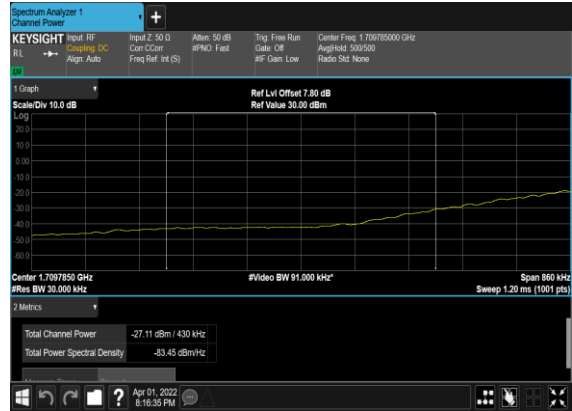 Spectrum Analyzer 1
Channel Power
+
KEYSIGHT Input: RF Input Z: 50 Ω Atten: 50 dB Trig: Free Run Center Freq: 1.709785000 GHz
RL Coupling: DC Corr CCorr #PNO: Fast Gate: Off Avg|Hold: 500/500
Align: Auto Freq Ref: Int (S) #IF Gain: Low Radio Std: None
1 Graph
Ref Lvl Offset 7.80 dB
Scale/Div 10.0 dB Ref Value 30.00 dBm
Log
20.0
10.0
0.00
-10.0
-20.0
-30.0
-40.0
-50.0
-60.0
Center 1.7097850 GHz #Video BW 91.000 kHz* Span 860 kHz
#Res BW 30.000 kHz Sweep 1.20 ms (1001 pts)
2 Metrics
Total Channel Power -27.11 dBm / 430 kHz
Total Power Spectral Density -83.45 dBm/Hz
? Apr 01, 2022
8:16:35 PM